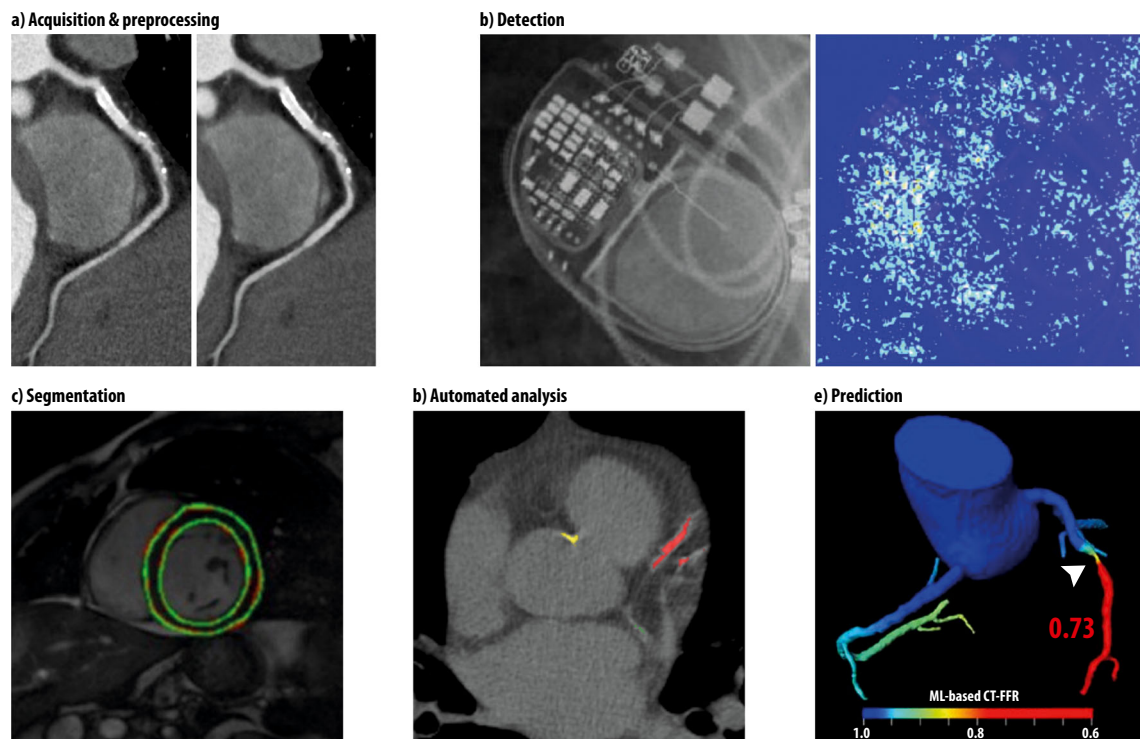 a) Acquisition & preprocessing
b) Detection
c) Segmentation
b) Automated analysis
e) Prediction
0.73
ML-based CT-FFR
1.0 0.8 0.6